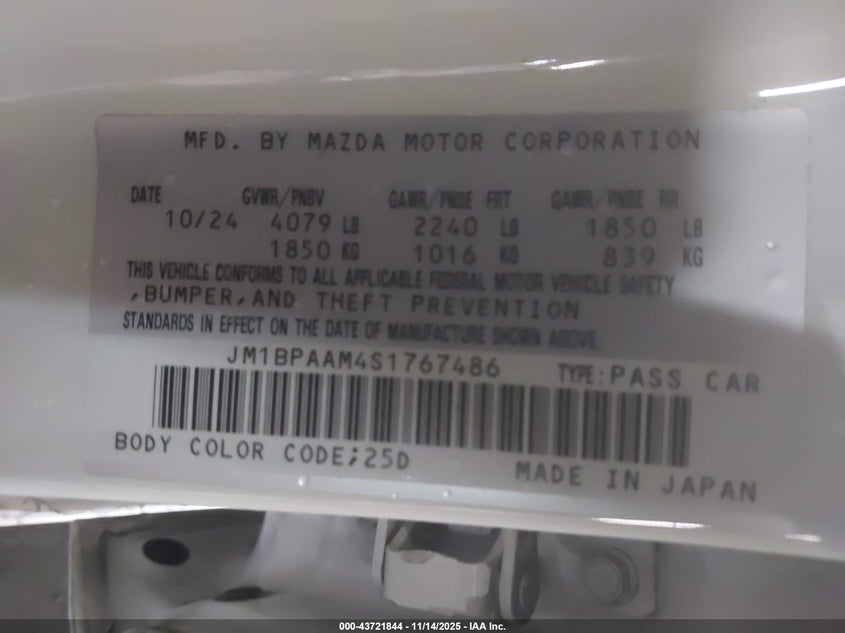 MFD. BY MAZDA MOTOR CORPORATION
DATE GVWR/PNBV GAWR/PNBE FRT GAWR/PNBE RR
10/24 4079 LB 2240 LB 1850 LB
1850 KG 1016 KG 839 KG
THIS VEHICLE CONFORMS TO ALL APPLICABLE FEDERAL MOTOR VEHICLE SAFETY
,BUMPER,AND THEFT PREVENTION
STANDARDS IN EFFECT ON THE DATE OF MANUFACTURE SHOWN ABOVE.
JM1BPAAM4S1767486 TYPE:PASS CAR
BODY COLOR CODE;25D
MADE IN JAPAN
000-43721844 - 11/14/2025 - IAA Inc.